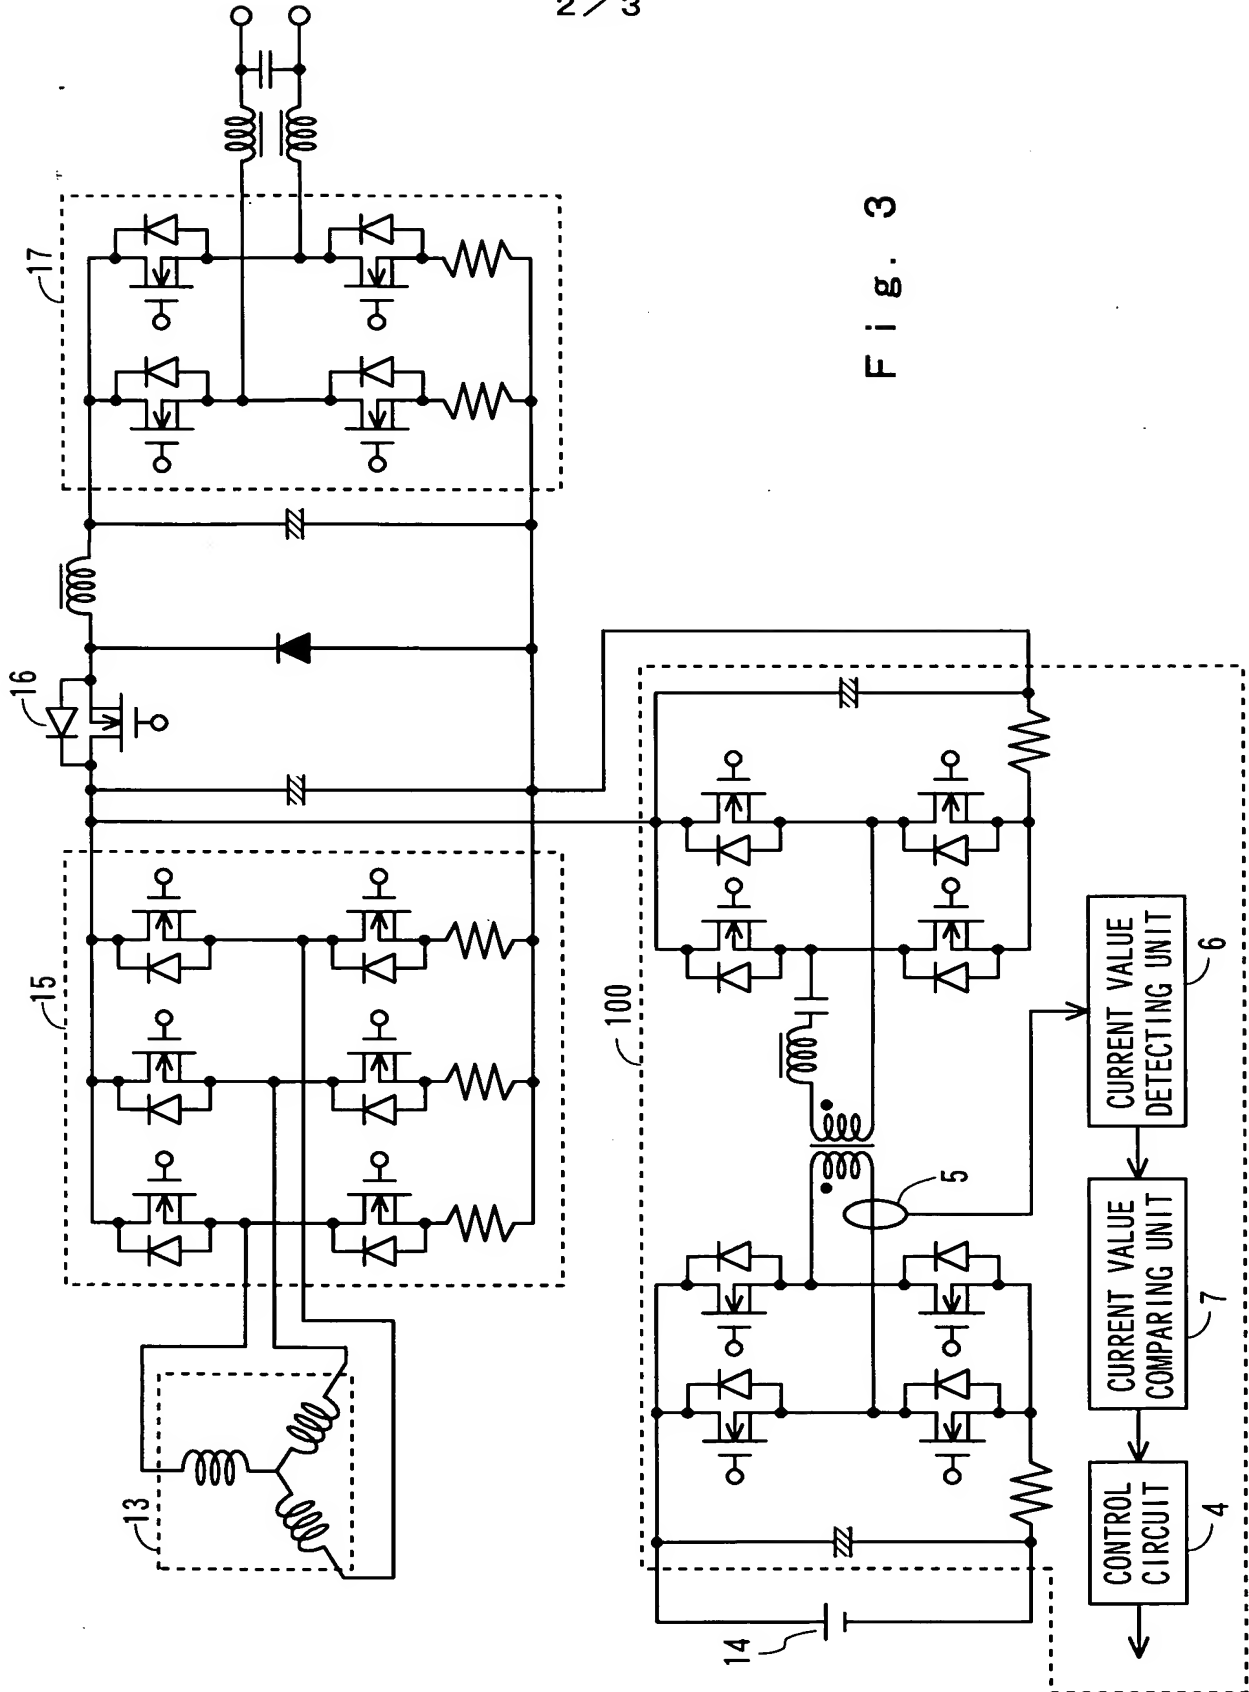 2/3
17
16
15
13
100
5
14
CURRENT VALUE
DETECTING UNIT
6
CURRENT VALUE
COMPARING UNIT
7
CONTROL
CIRCUIT
4
Fig. 3